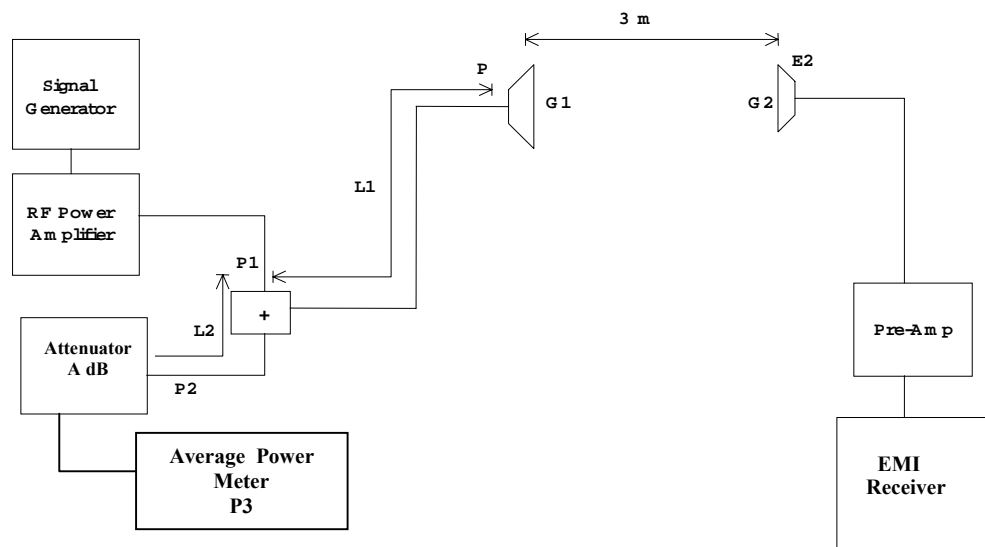 3 m
Signal
Generator
P
E2
G1
G2
L1
RF Power
Amplifier
P1
+
L2
Pre-Amp
Attenuator
A dB
P2
Average Power
Meter
P3
EMI
Receiver